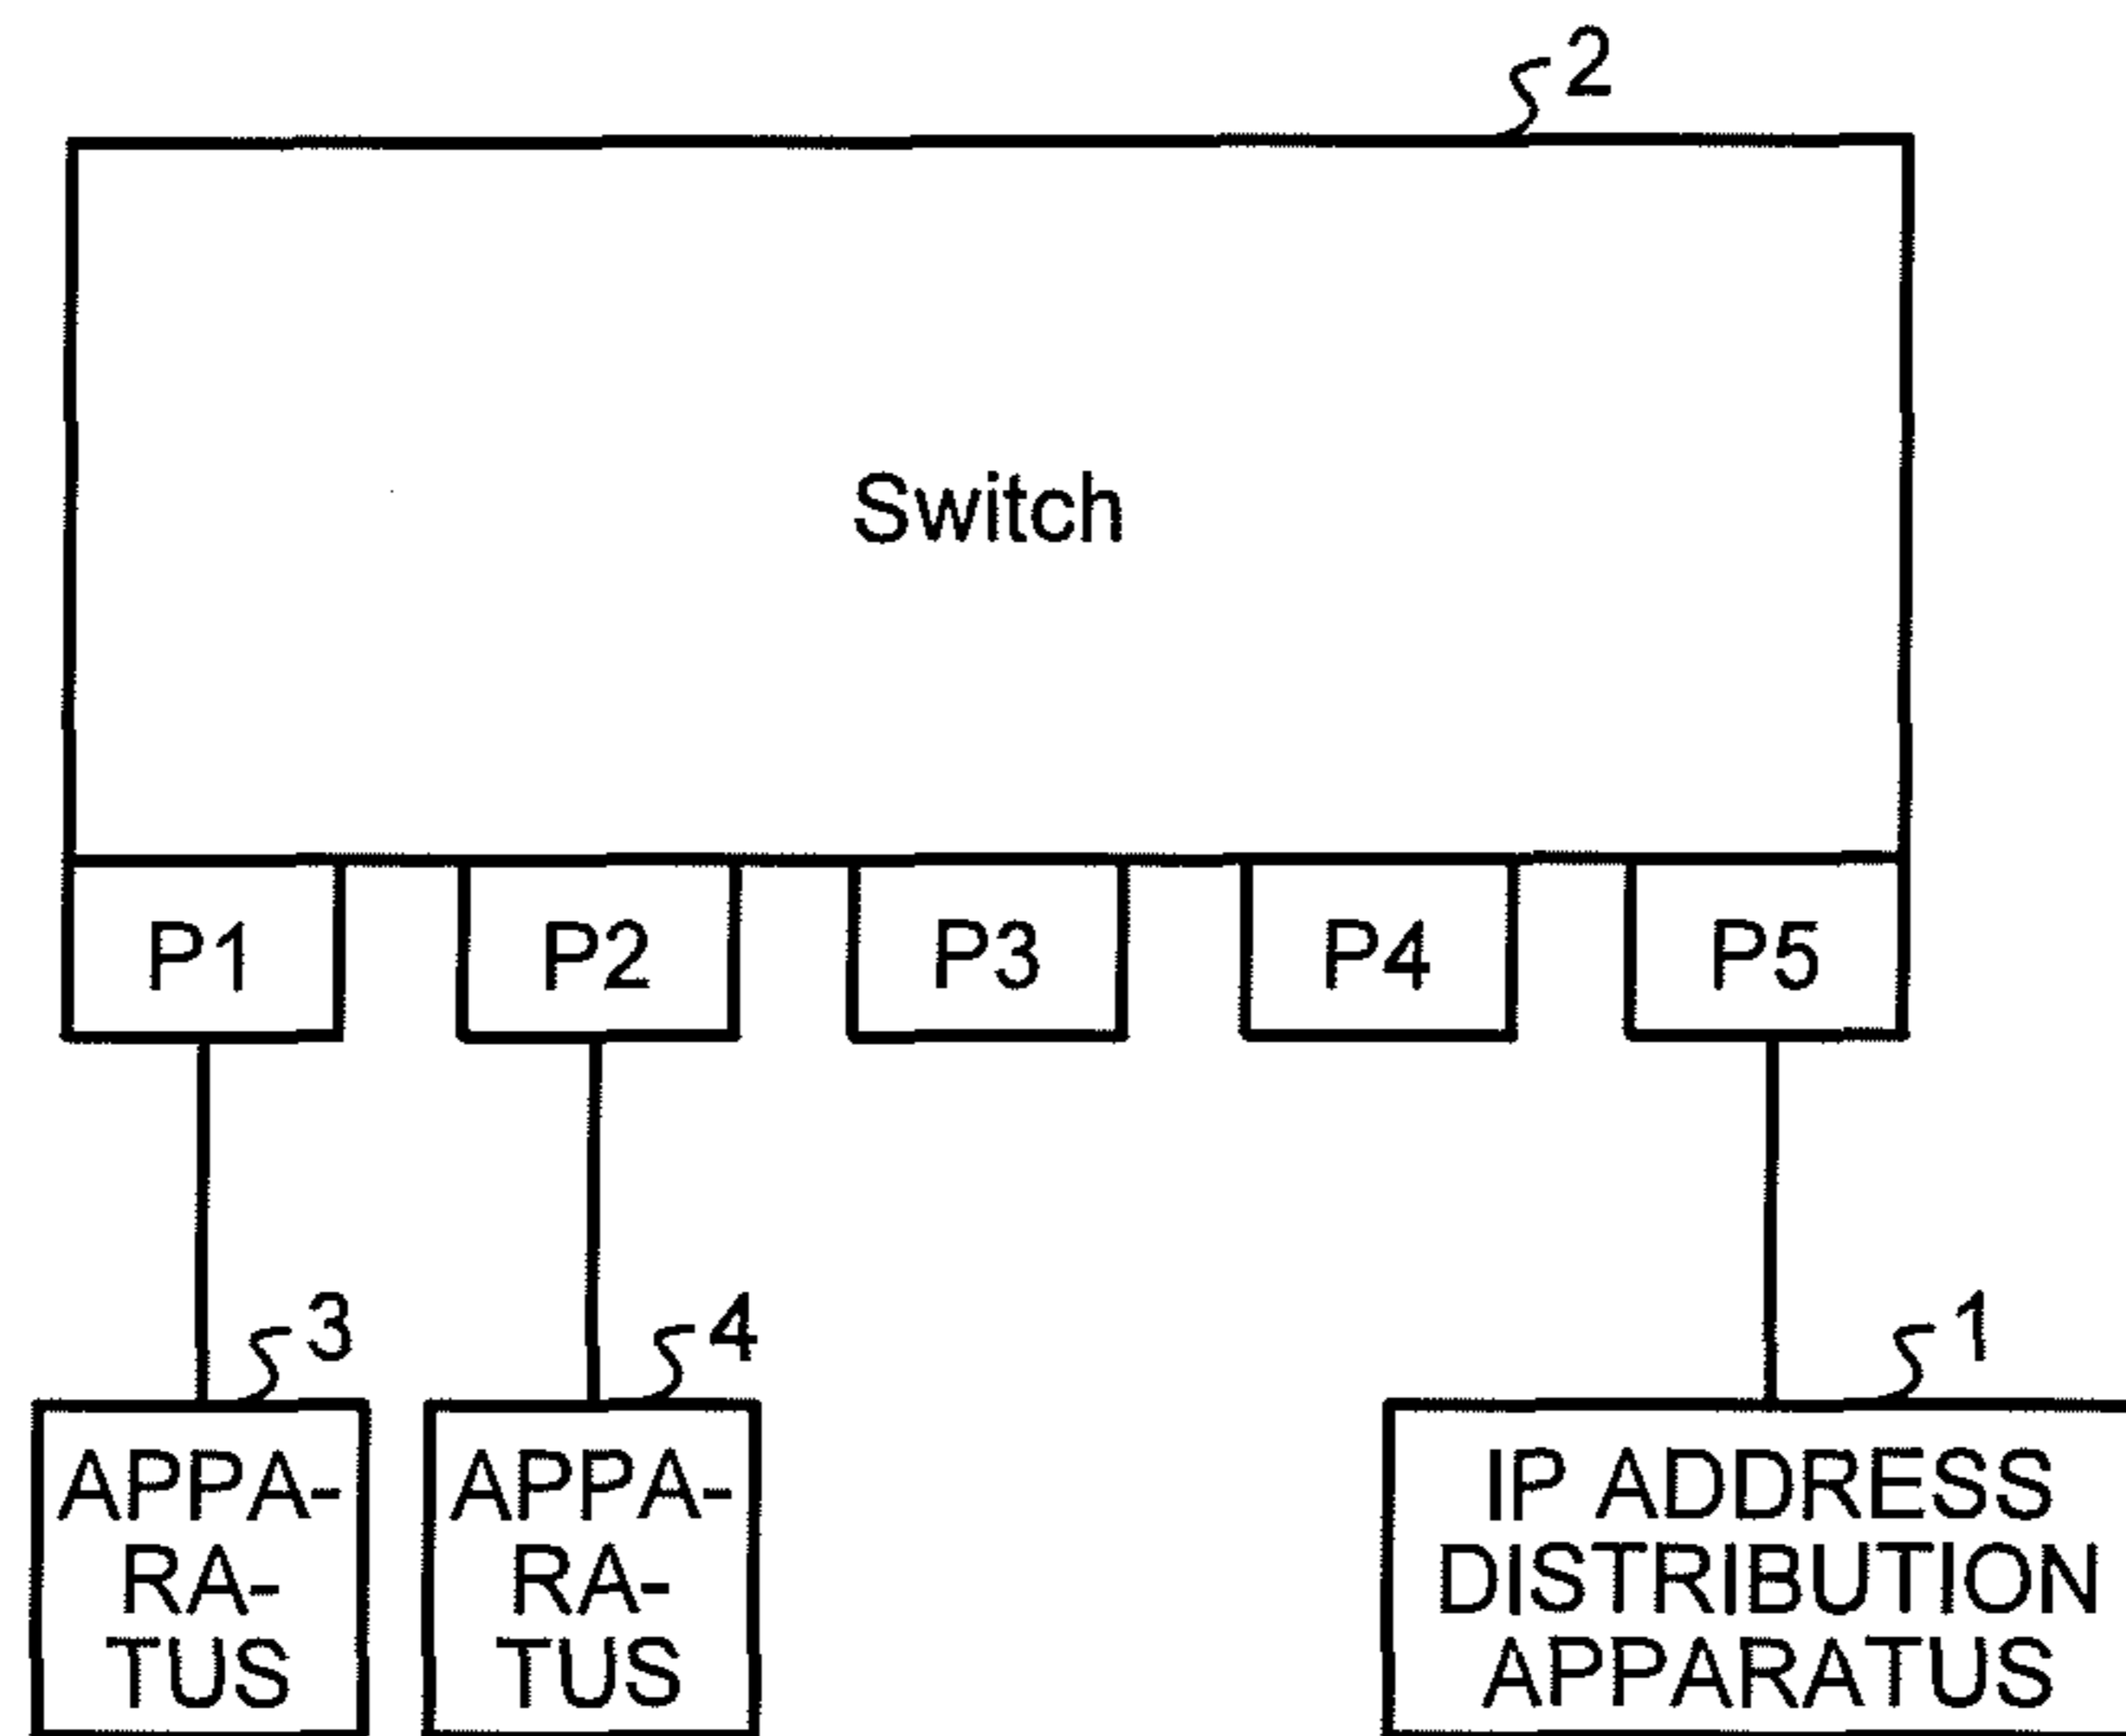 2
Switch
P1 P2 P3 P4 P5
3 4 1
APPA-
RA-
TUS
APPA-
RA-
TUS
IP ADDRESS
DISTRIBUTION
APPARATUS